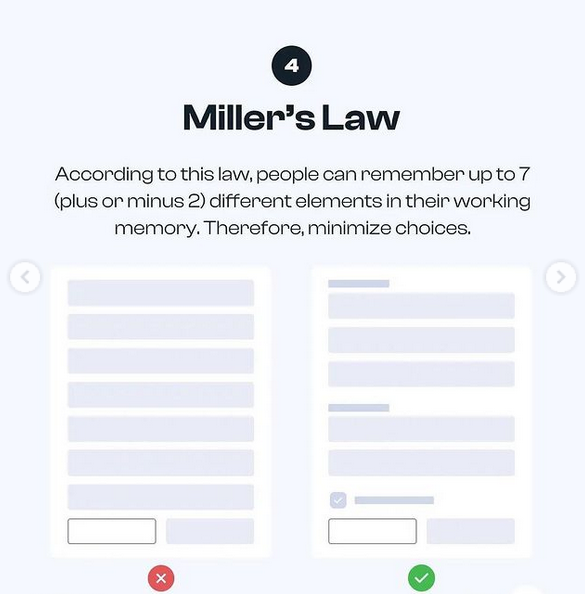 4
Miller’s Law
According to this law, people can remember up to 7
(plus or minus 2) different elements in their working
memory. Therefore, minimize choices.